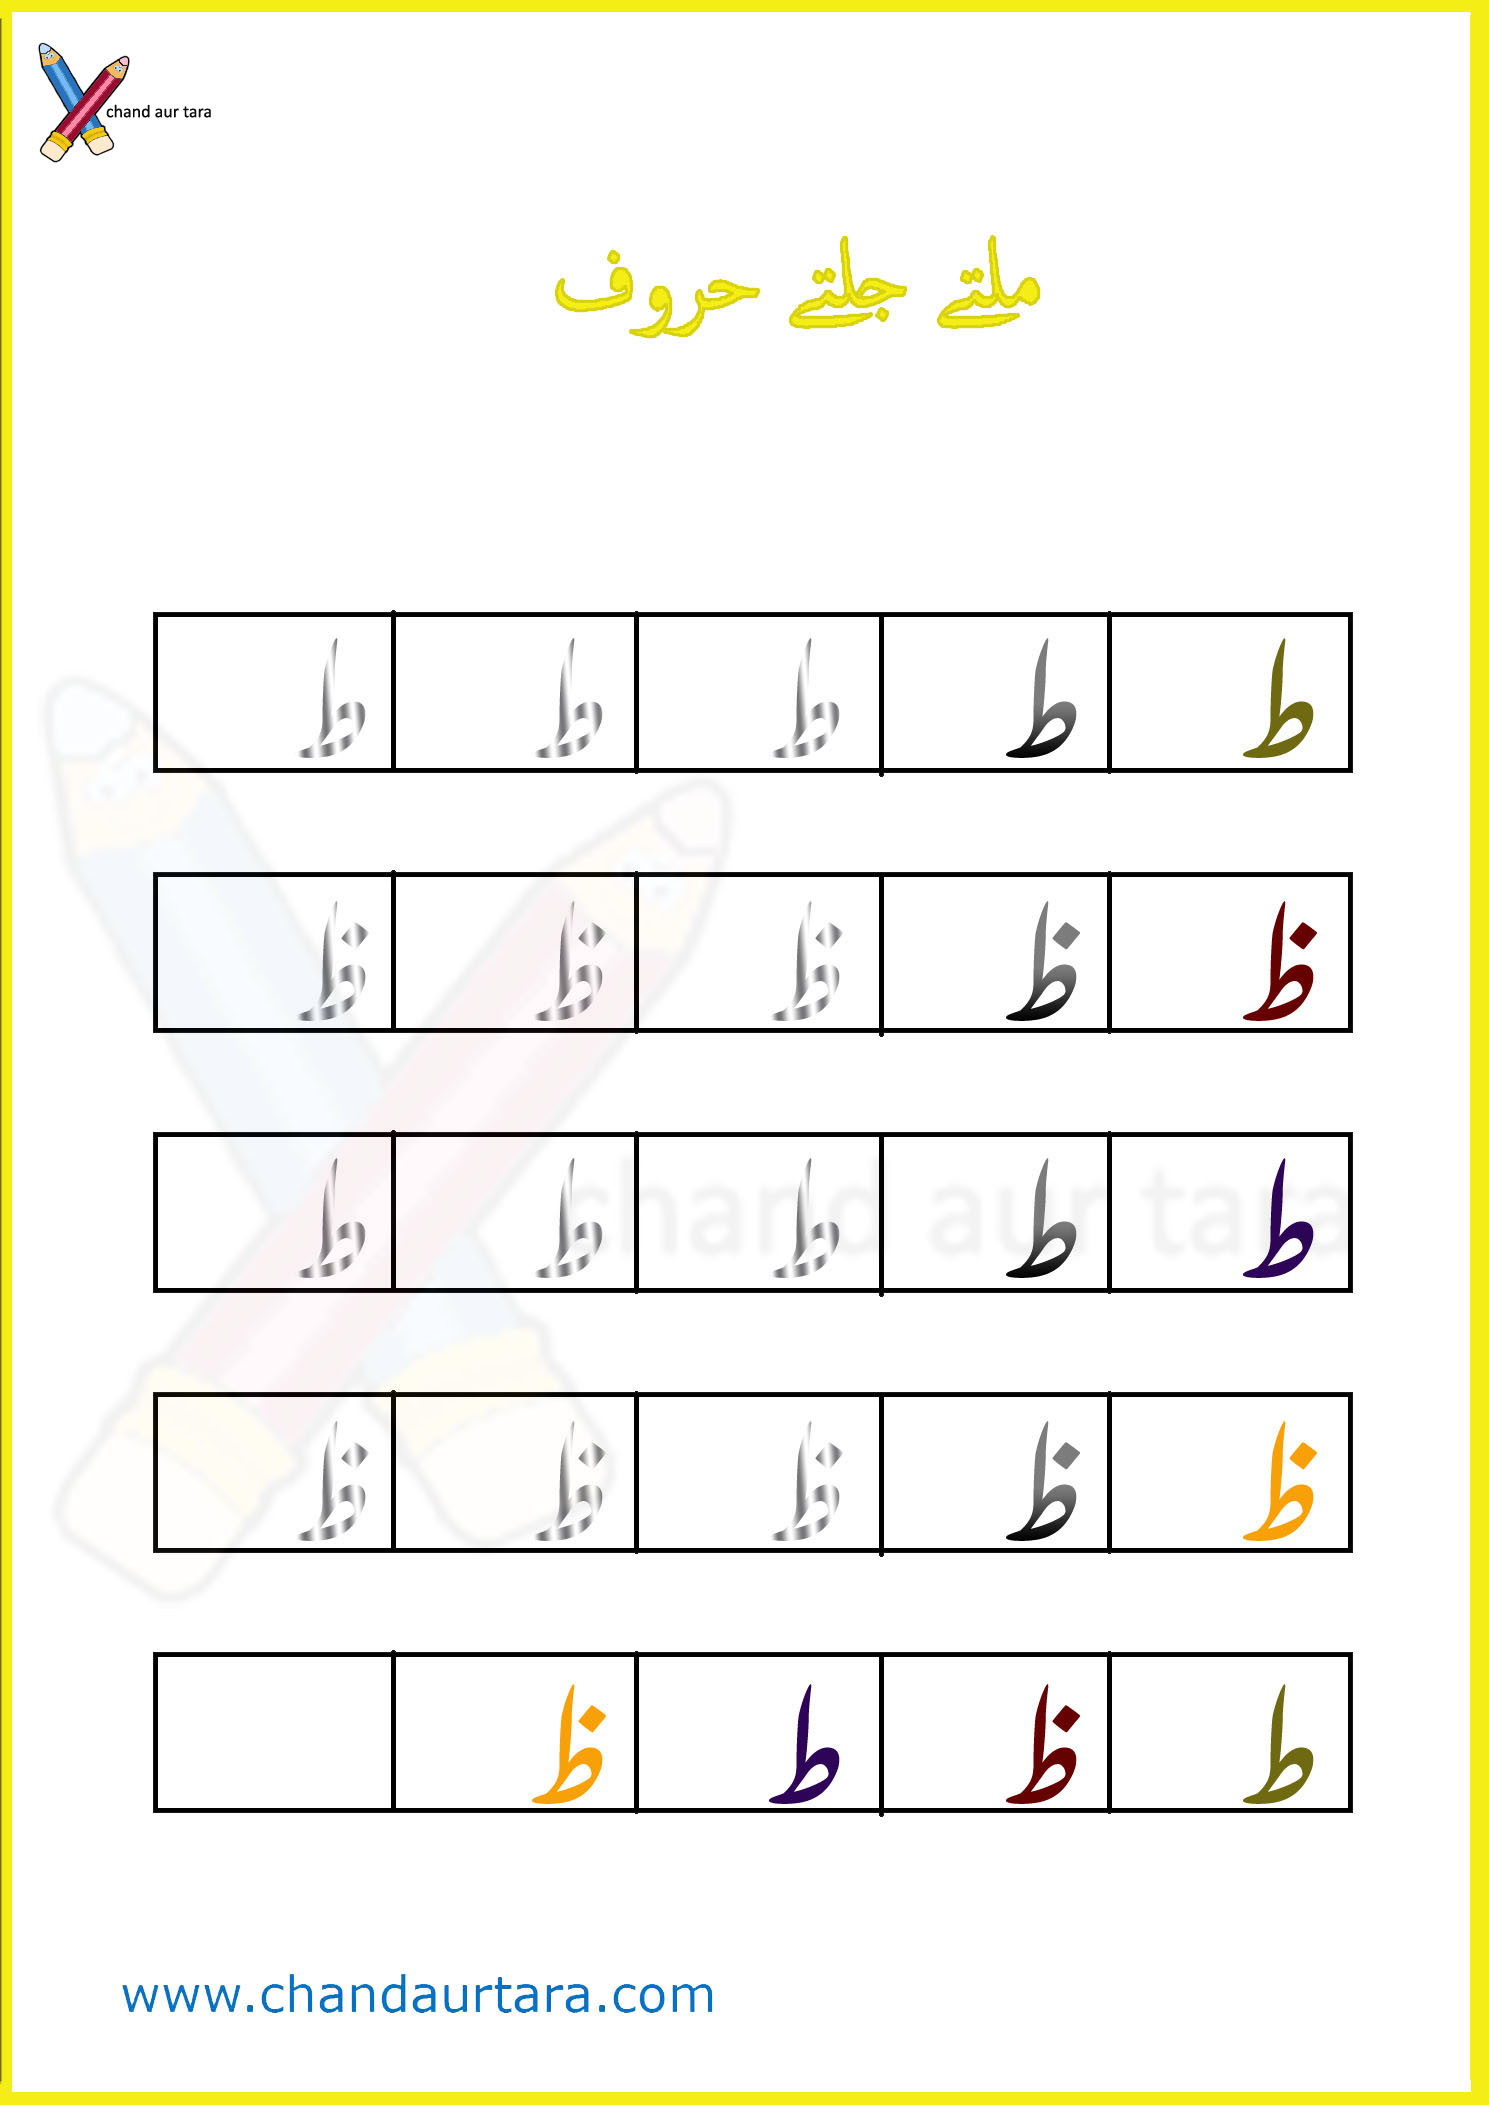 chand aur tara
ملتے جلتے حروف
ط ط ط ط ط
ظ ظ ظ ظ ظ
ط ط ط ط ط
chand aur tara
ظ ظ ظ ظ ظ
ط ظ ط ظ
www.chandaurtara.com